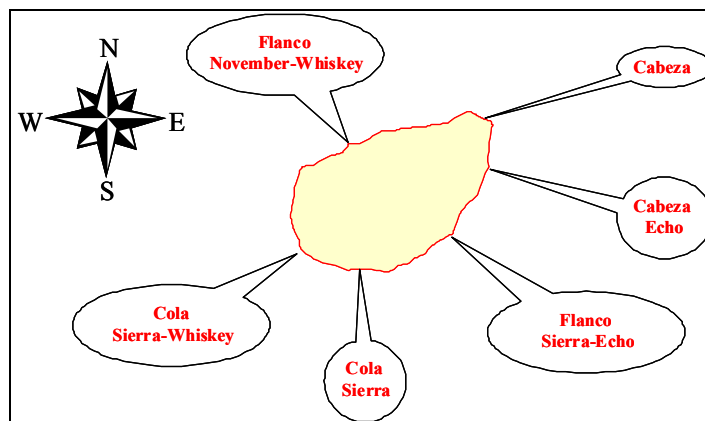 Flanco
November-Whiskey
Cabeza
N
W
E
S
Cabeza
Echo
Cola
Sierra-Whiskey
Flanco
Sierra-Echo
Cola
Sierra